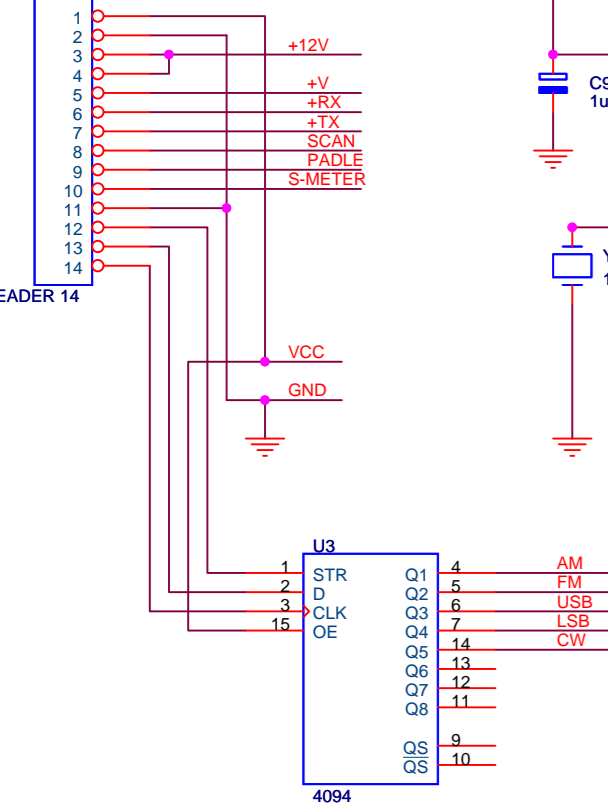 1
2
3 +12V
4
5 +V
6 +RX
7 +TX
8 SCAN
9 PADLE
10 S-METER
11
12
13
14
EADER 14
C9
1u
Y
1
VCC
GND
U3
1 STR Q1 4 AM
2 D Q2 5 FM
3 CLK Q3 6 USB
15 OE Q4 7 LSB
Q5 14 CW
Q6 13
Q7 12
Q8 11
QS 9
QS 10
4094